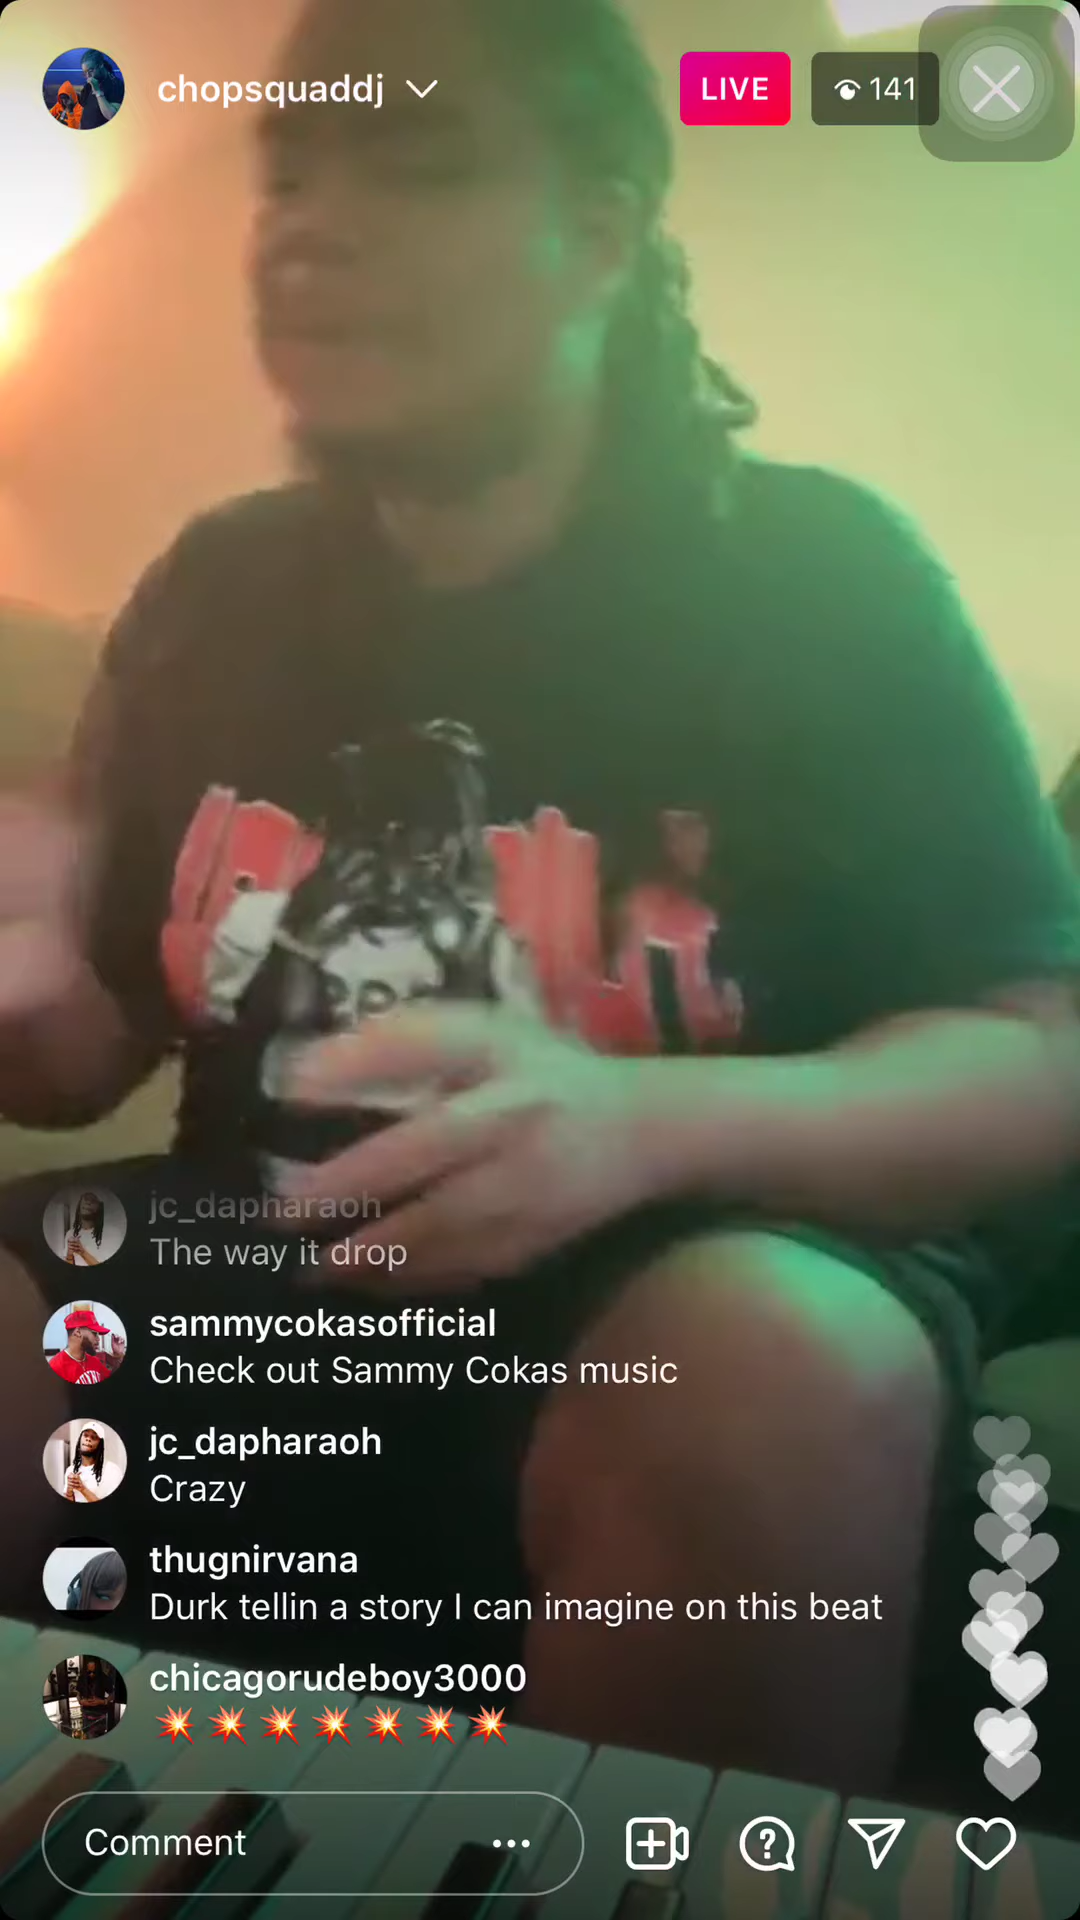 chopsquaddj
LIVE
141
jc_dapharaoh
The way it drop
sammycokasofficial
Check out Sammy Cokas music
jc_dapharaoh
Crazy
thugnirvana
Durk tellin a story I can imagine on this beat
chicagorudeboy3000
💥💥💥💥💥💥💥
Comment